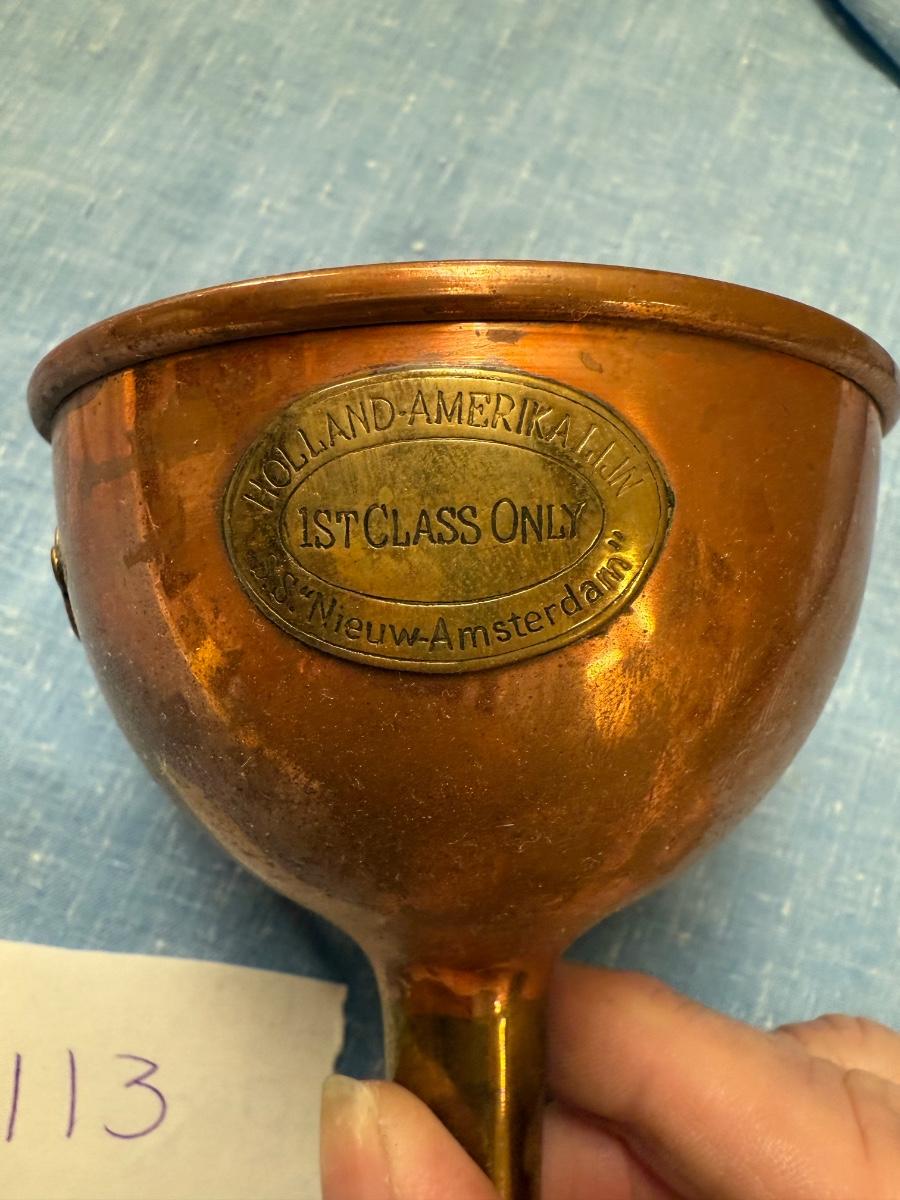 HOLLAND-AMERIKA LIJN
1ST CLASS ONLY
S.S. "Nieuw-Amsterdam"
113